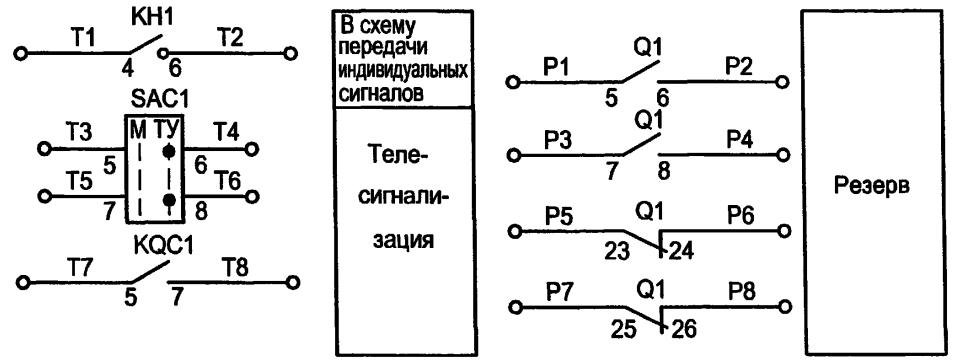 KH1
T1 T2
4 6
SAC1
М ТУ
T3 T4
5 6
T5 T6
7 8
KQC1
T7 T8
5 7
В схему
передачи
индивидуальных
сигналов
Теле-
сигнали-
зация
Q1
P1 P2
5 6
Q1
P3 P4
7 8
Q1
P5 P6
23 24
Q1
P7 P8
25 26
Резерв